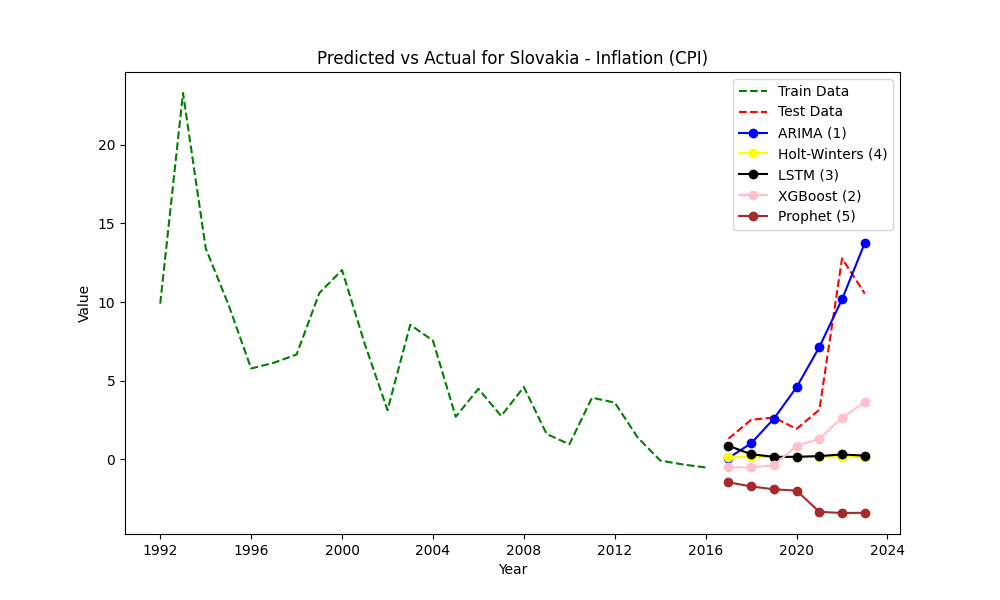 Predicted vs Actual for Slovakia - Inflation (CPI)
Train Data
Test Data
ARIMA (1)
Holt-Winters (4)
LSTM (3)
XGBoost (2)
Prophet (5)
Value
20
15
10
5
0
1992 1996 2000 2004 2008 2012 2016 2020 2024
Year